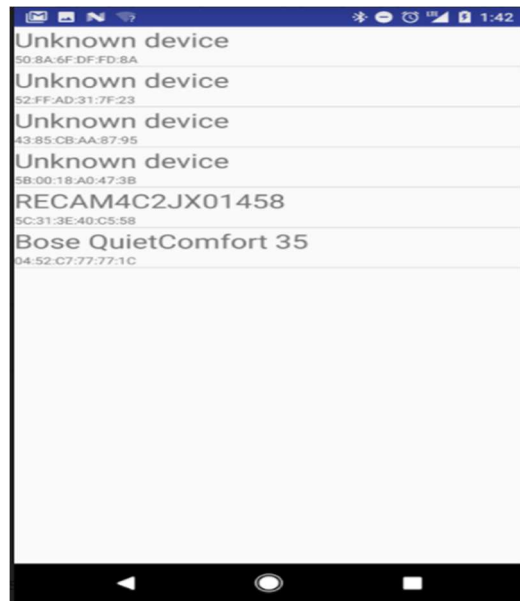 LTE 1:42
Unknown device
50:8A:6F:DF:FD:8A
Unknown device
52:FF:AD:31:7F:23
Unknown device
43:85:CB:AA:87:95
Unknown device
5B:00:18:A0:47:3B
RECAM4C2JX01458
5C:31:3E:40:C5:58
Bose QuietComfort 35
04:52:C7:77:77:1C